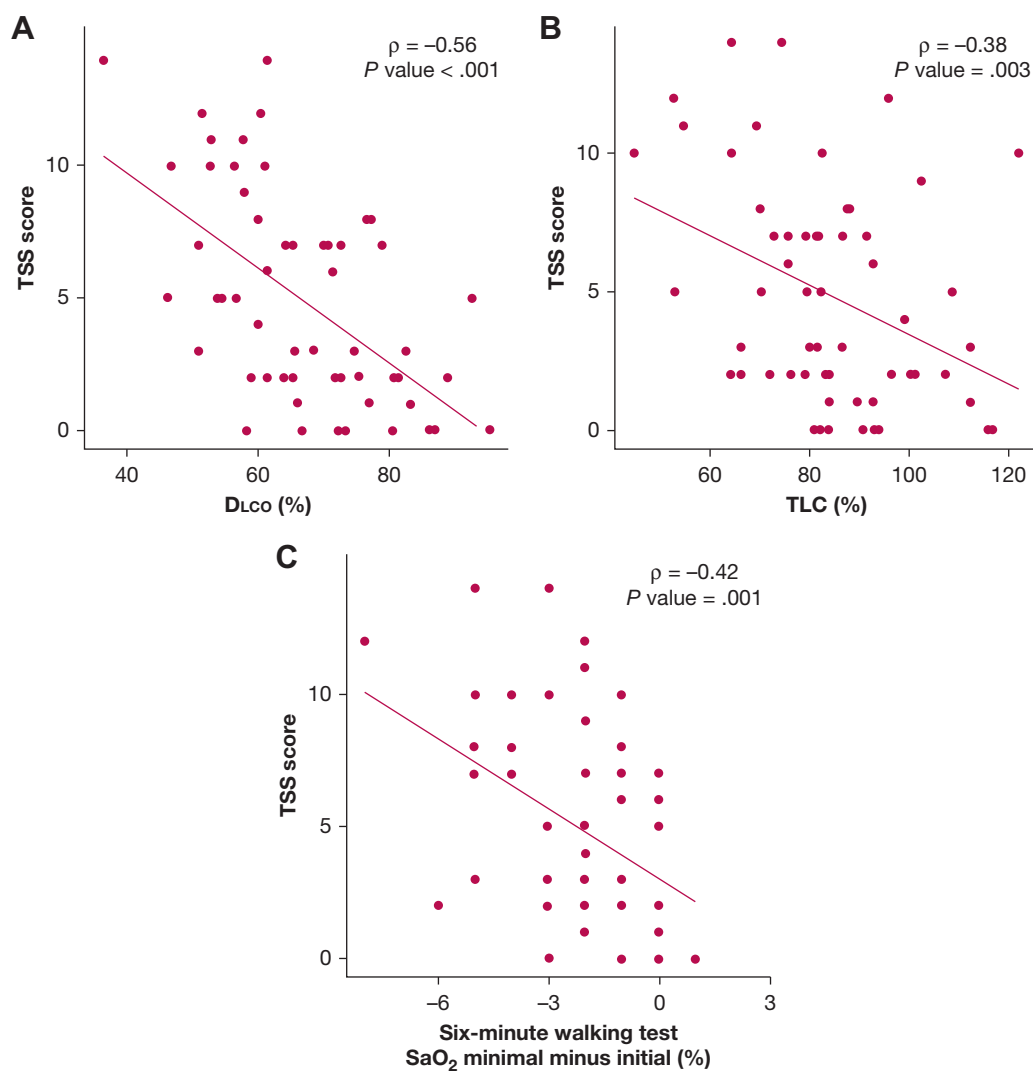 A
ρ = –0.56
P value < .001
TSS score
10
5
0
40
60
80
DLCO (%)
B
ρ = –0.38
P value = .003
TSS score
10
5
0
60
80
100
120
TLC (%)
C
ρ = –0.42
P value = .001
TSS score
10
5
0
–6
–3
0
3
Six-minute walking test
SaO₂ minimal minus initial (%)